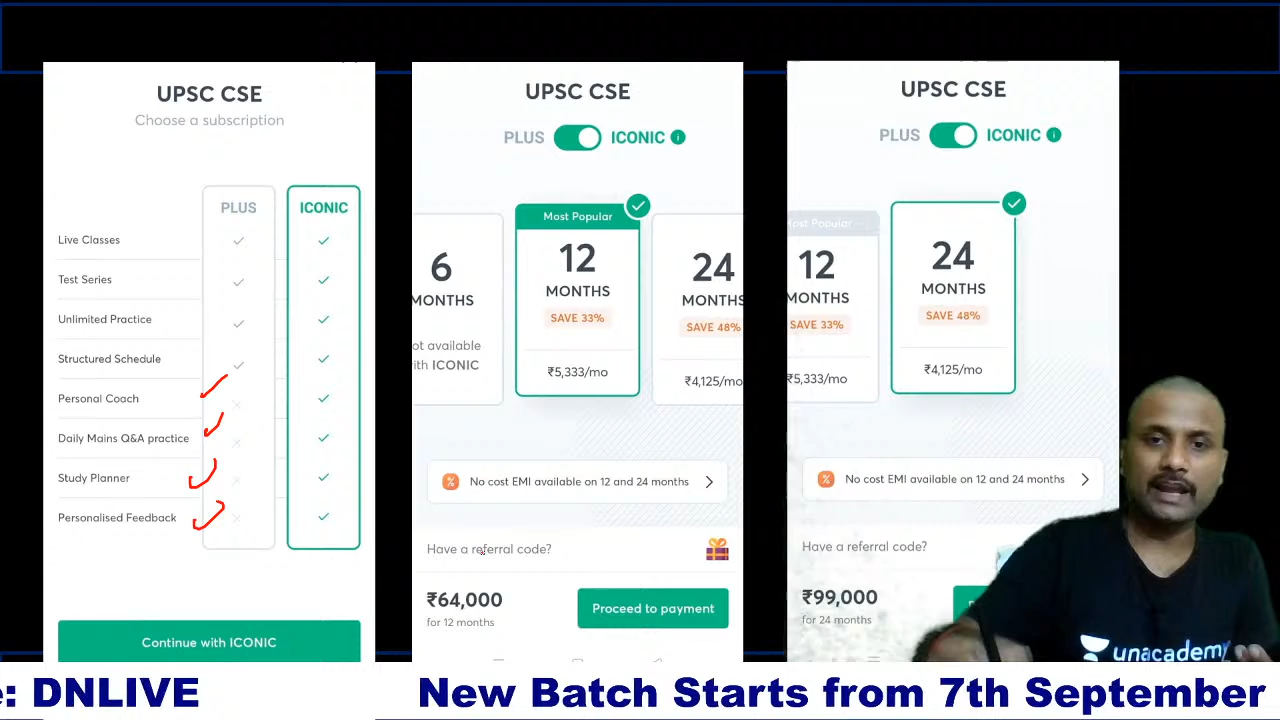 UPSC CSE
Choose a subscription
PLUS
ICONIC
Live Classes
Test Series
Unlimited Practice
Structured Schedule
Personal Coach
Daily Mains Q&A practice
Study Planner
Personalised Feedback
Continue with ICONIC
UPSC CSE
PLUS ICONIC
6
MONTHS
ot available
ith ICONIC
Most Popular
12
MONTHS
SAVE 33%
₹5,333/mo
24
MONTHS
SAVE 48%
₹4,125/mo
No cost EMI available on 12 and 24 months
Have a referral code?
₹64,000
for 12 months
Proceed to payment
UPSC CSE
PLUS ICONIC
Most Popular
12
MONTHS
SAVE 33%
₹5,333/mo
24
MONTHS
SAVE 48%
₹4,125/mo
No cost EMI available on 12 and 24 months
Have a referral code?
₹99,000
for 24 months
unacademy
e: DNLIVE New Batch Starts from 7th September